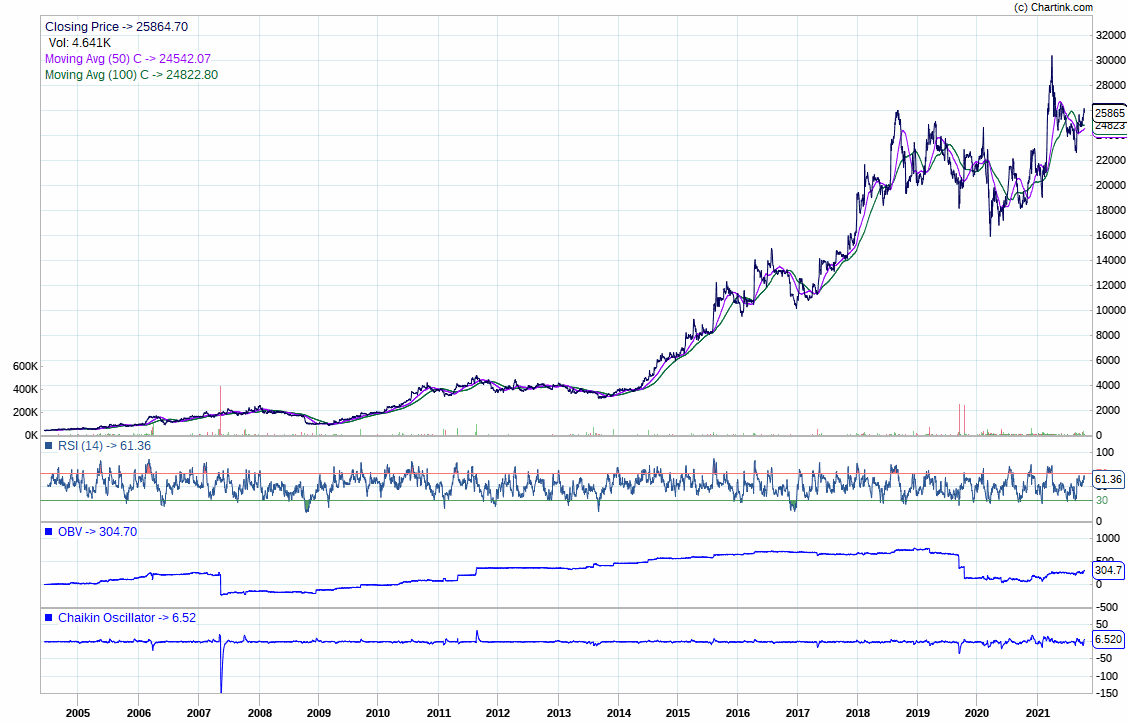 (c) Chartink.com
Closing Price -> 25864.70
Vol: 4.641K
Moving Avg (50) C -> 24542.07
Moving Avg (100) C -> 24822.80
32000
30000
28000
25865
24823
22000
20000
18000
16000
14000
12000
10000
8000
6000
4000
2000
0
600K
400K
200K
0K
RSI (14) -> 61.36
100
61.36
30
0
OBV -> 304.70
1000
500
304.7
0
-500
Chaikin Oscillator -> 6.52
50
6.520
-50
-100
-150
2005 2006 2007 2008 2009 2010 2011 2012 2013 2014 2015 2016 2017 2018 2019 2020 2021